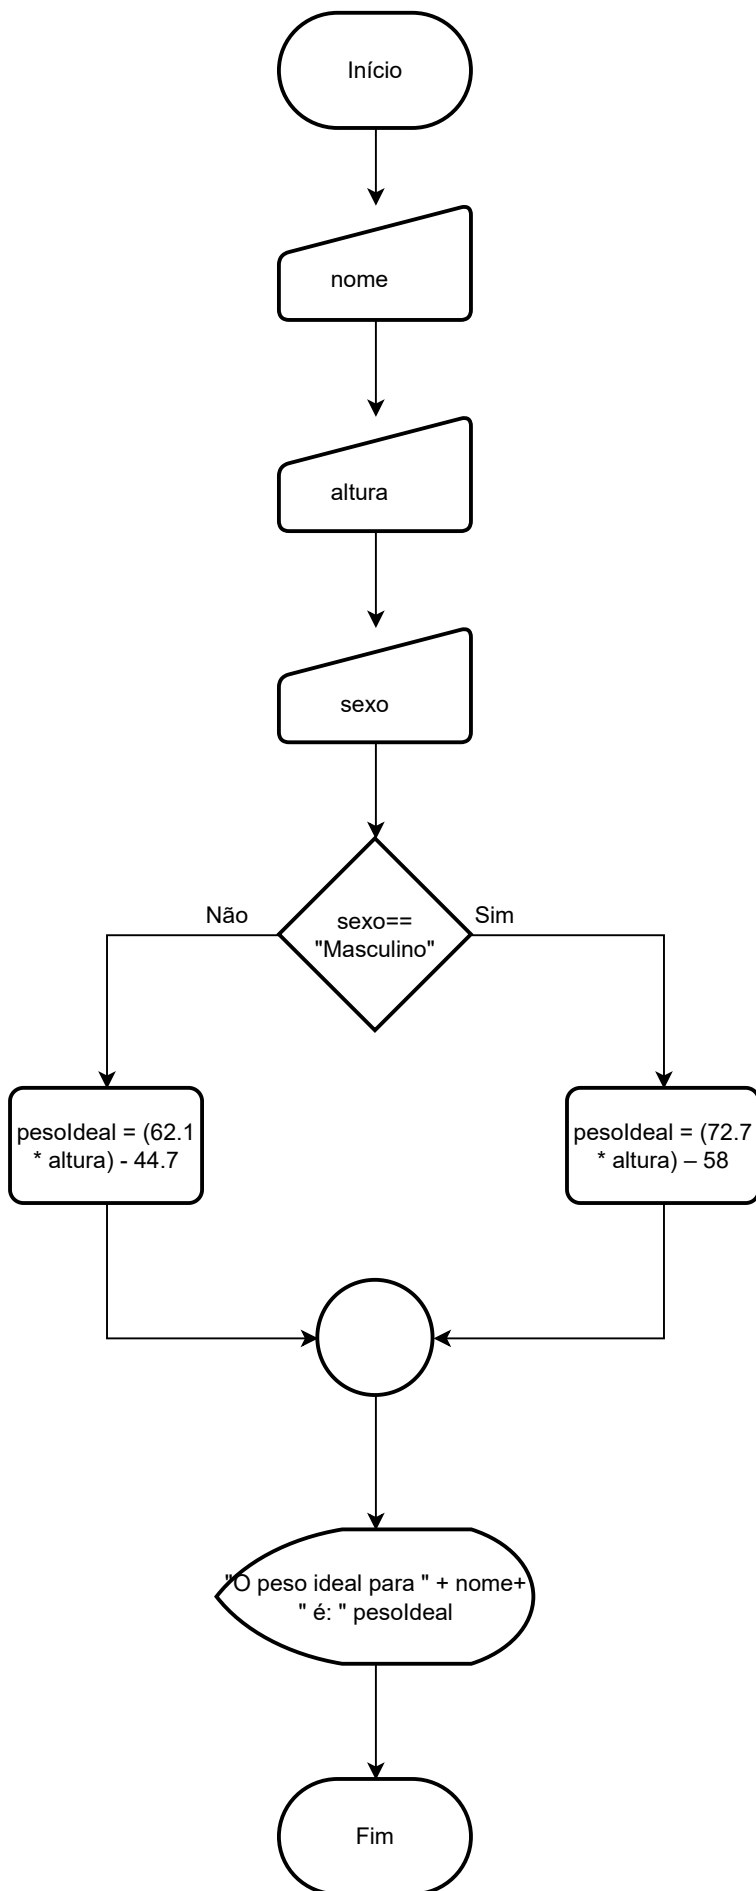 Início
nome
altura
sexo
Não
sexo==
"Masculino"
Sim
pesoIdeal = (62.1
* altura) - 44.7
pesoIdeal = (72.7
* altura) – 58
"O peso ideal para " + nome+
" é: " pesoIdeal
Fim